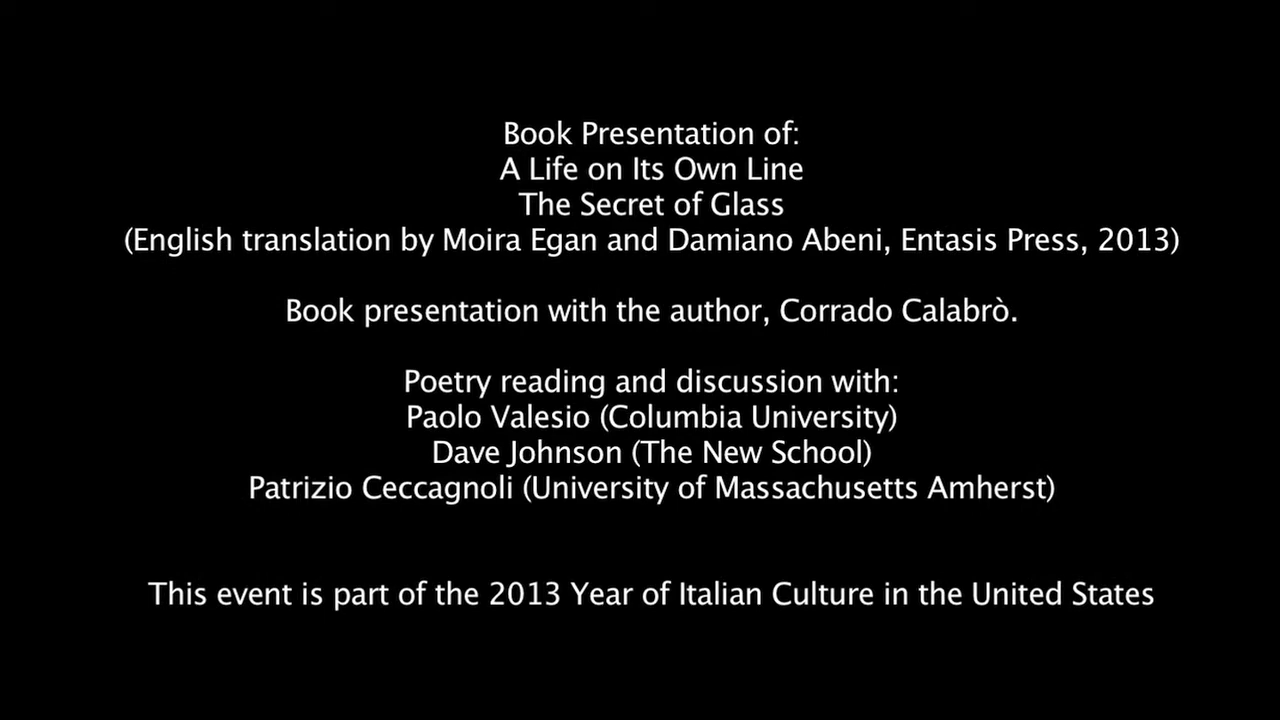 Book Presentation of:
A Life on Its Own Line
The Secret of Glass
(English translation by Moira Egan and Damiano Abeni, Entasis Press, 2013)
Book presentation with the author, Corrado Calabrò.
Poetry reading and discussion with:
Paolo Valesio (Columbia University)
Dave Johnson (The New School)
Patrizio Ceccagnoli (University of Massachusetts Amherst)
This event is part of the 2013 Year of Italian Culture in the United States